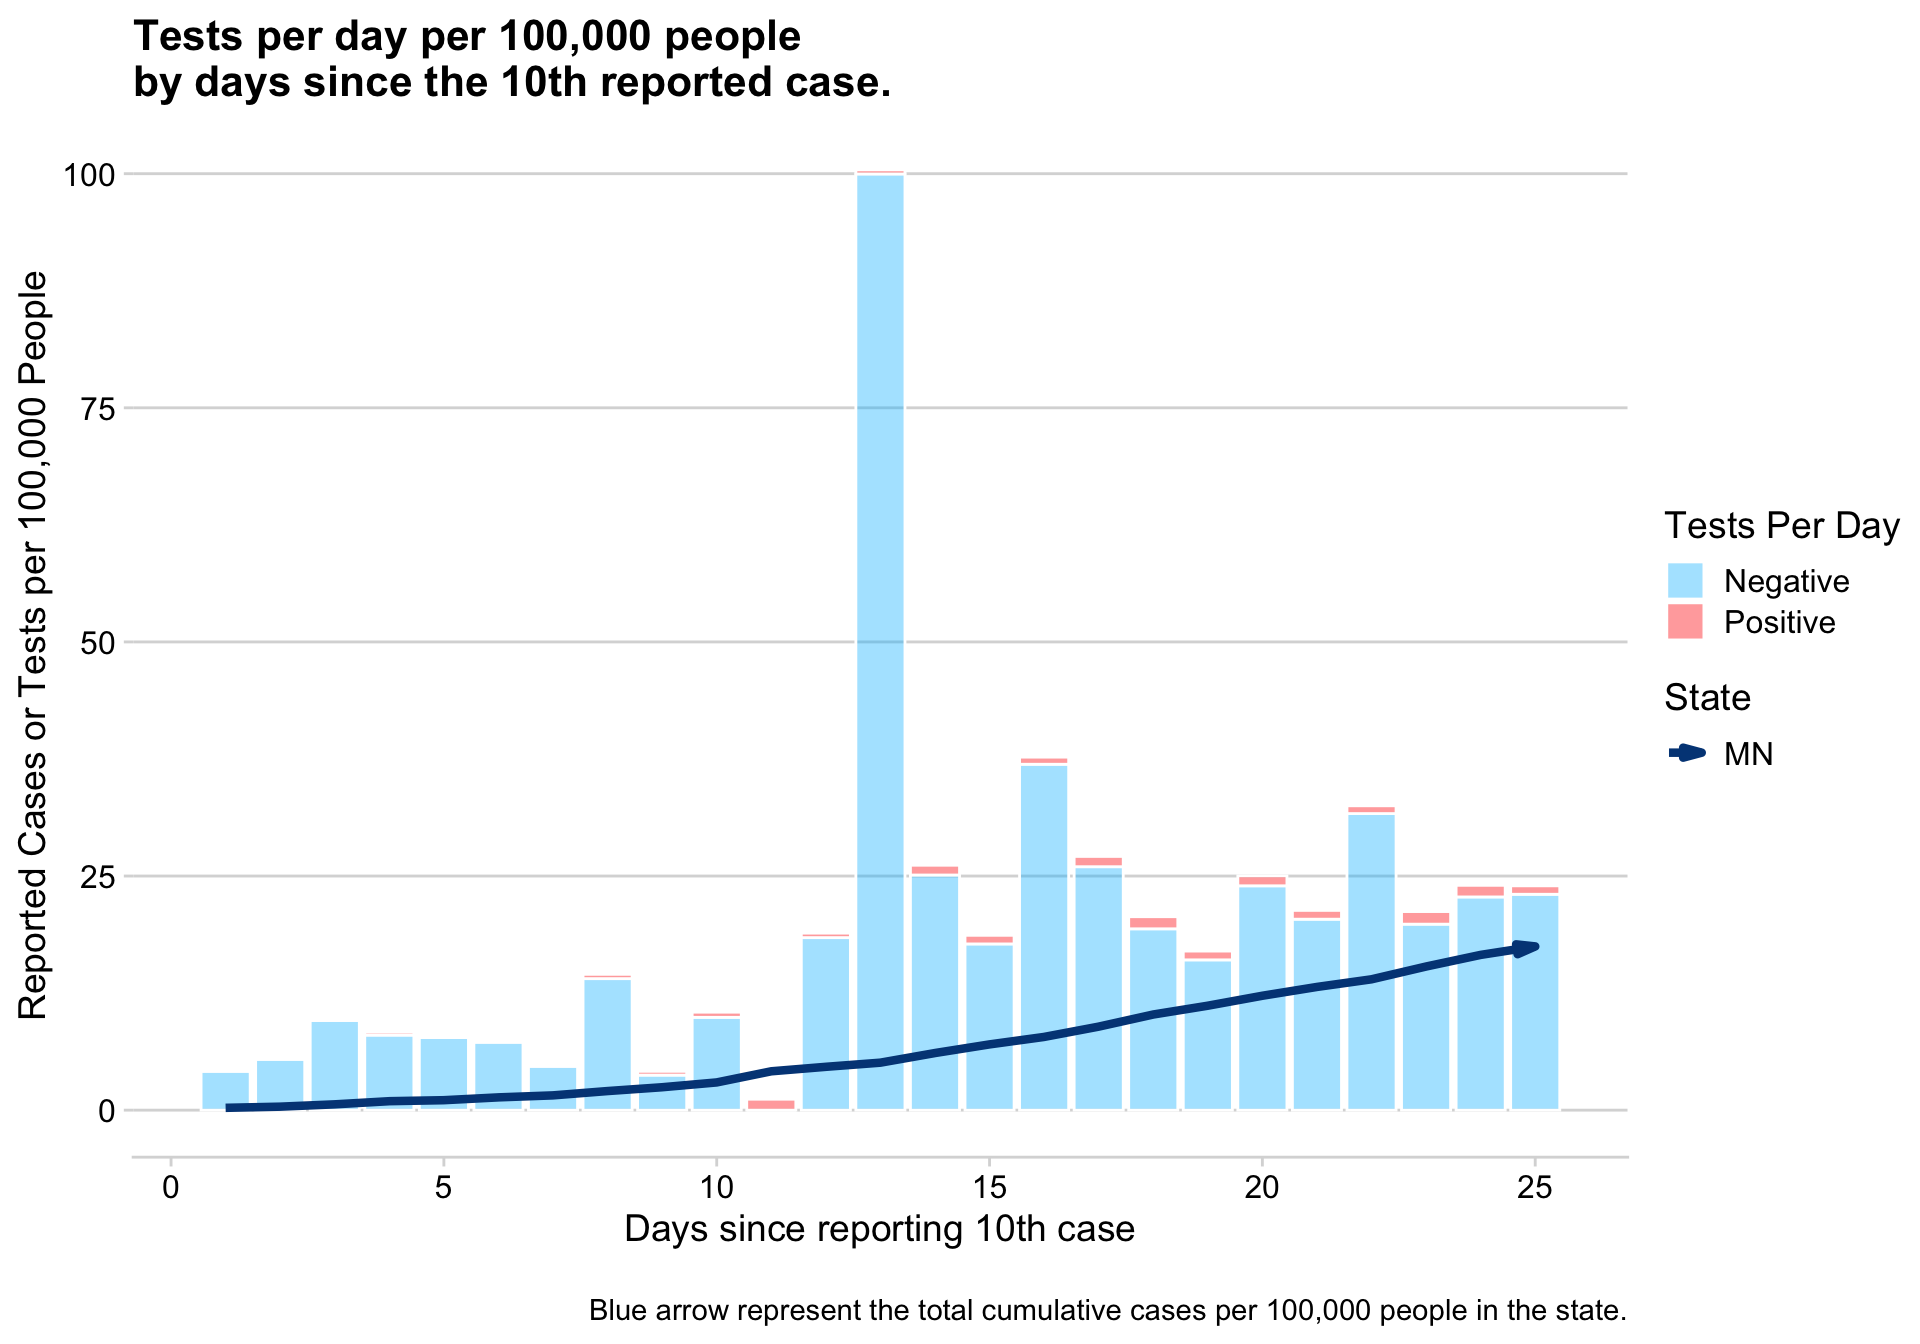 Tests per day per 100,000 people
by days since the 10th reported case.
Reported Cases or Tests per 100,000 People
100
75
50
25
0
0
5
10
15
20
25
Days since reporting 10th case
Tests Per Day
Negative
Positive
State
MN
Blue arrow represent the total cumulative cases per 100,000 people in the state.